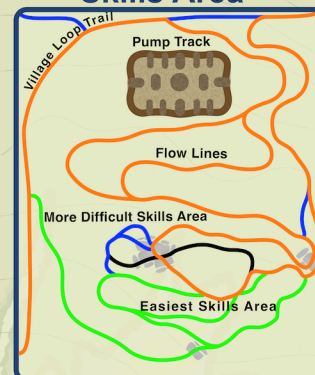 Skills Area
Village Loop Trail
Pump Track
Flow Lines
More Difficult Skills Area
Easiest Skills Area